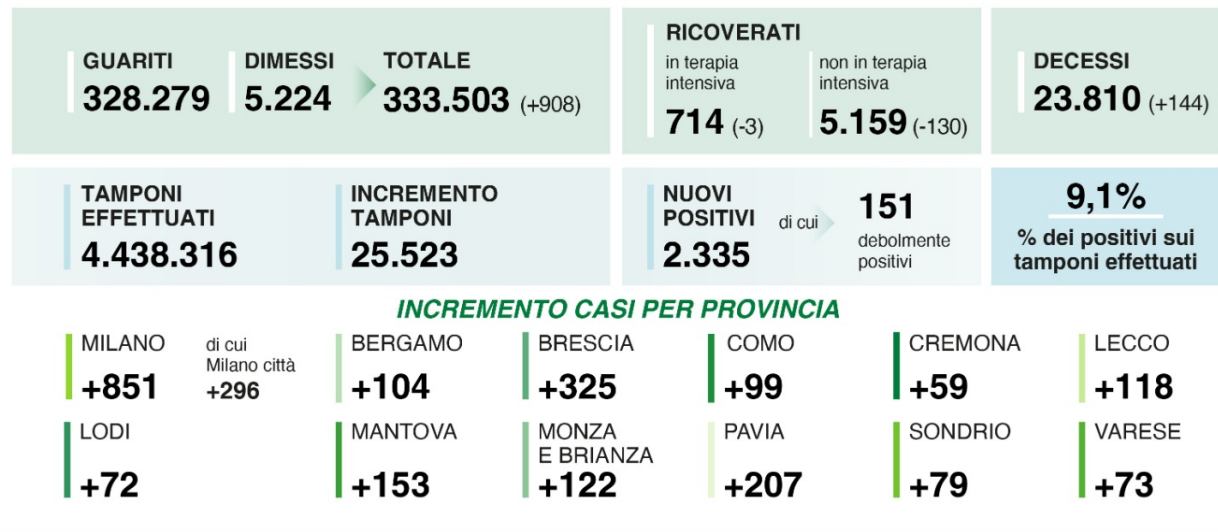 GUARITI
328.279
DIMESSI
5.224
TOTALE
333.503 (+908)
RICOVERATI
in terapia
intensiva
714 (-3)
non in terapia
intensiva
5.159 (-130)
DECESSI
23.810 (+144)
TAMPONI
EFFETTUATI
4.438.316
INCREMENTO
TAMPONI
25.523
NUOVI
POSITIVI
2.335
di cui
151
debolmente
positivi
9,1%
% dei positivi sui
tamponi effettuati
INCREMENTO CASI PER PROVINCIA
MILANO
+851
di cui
Milano città
+296
BERGAMO
+104
BRESCIA
+325
COMO
+99
CREMONA
+59
LECCO
+118
LODI
+72
MANTOVA
+153
MONZA
E BRIANZA
+122
PAVIA
+207
SONDRIO
+79
VARESE
+73